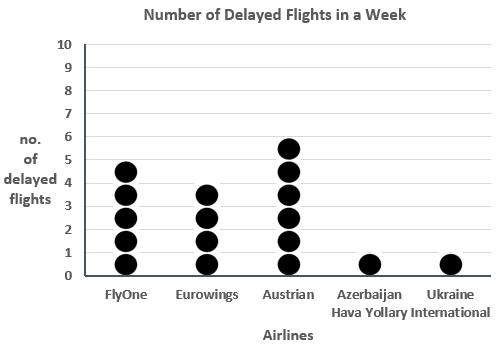 Number of Delayed Flights in a Week
10
9
8
7
6
5
4
3
2
1
0
no.
of
delayed
flights
FlyOne
Eurowings
Austrian
Azerbaijan
Hava Yollary
Ukraine
International
Airlines